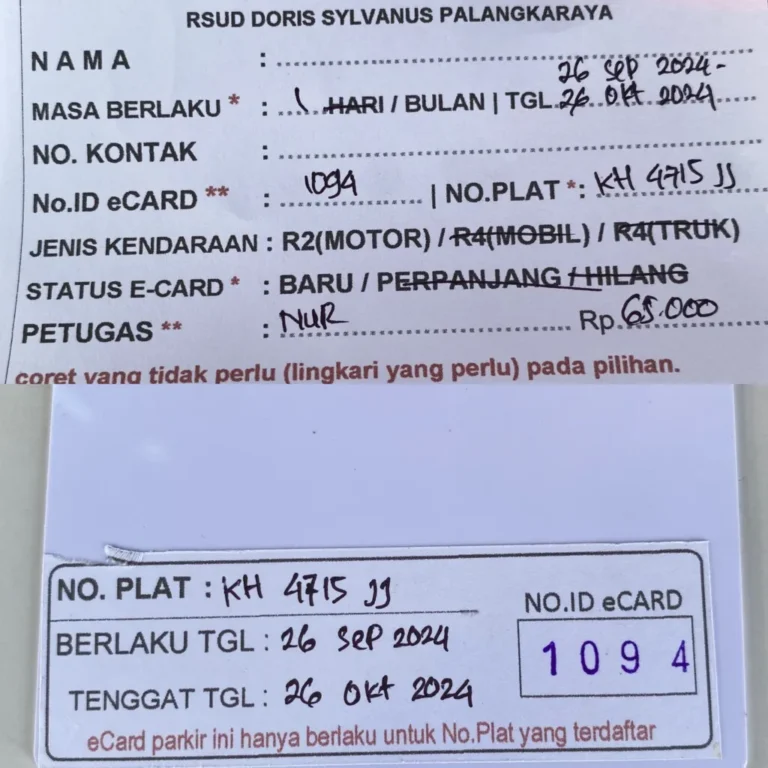 RSUD DORIS SYLVANUS PALANGKARAYA
NAMA :
26 Sep 2024-
MASA BERLAKU * : 1 HARI / BULAN | TGL. 26 Okt 2024
NO. KONTAK :
No.ID eCARD ** : 1094 | NO.PLAT *: KH 4715 JJ
JENIS KENDARAAN : R2(MOTOR) / R4(MOBIL) / R4(TRUK)
STATUS E-CARD * : BARU / PERPANJANG / HILANG
PETUGAS ** : NUR Rp. 65.000
coret yang tidak perlu (lingkari yang perlu) pada pilihan.
NO. PLAT : KH 4715 JJ
BERLAKU TGL : 26 Sep 2024
TENGGAT TGL : 26 Okt 2024
NO.ID eCARD
1094
eCard parkir ini hanya berlaku untuk No.Plat yang terdaftar